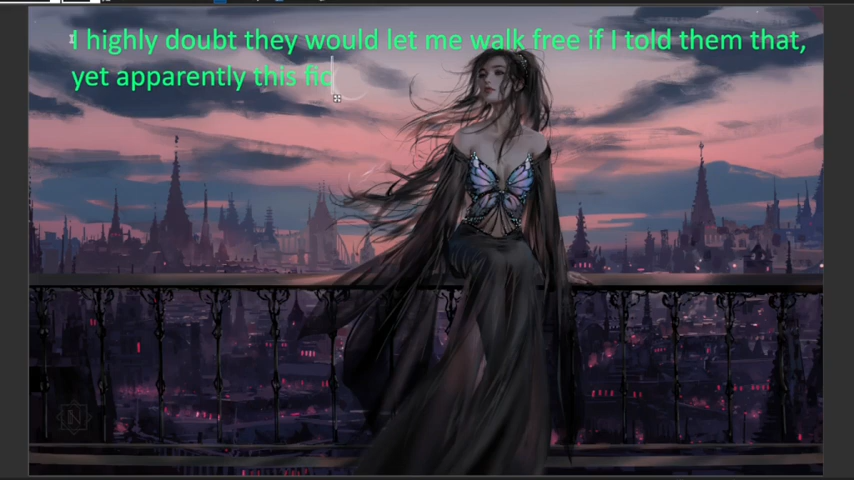 I highly doubt they would let me walk free if I told them that,
yet apparently this fic